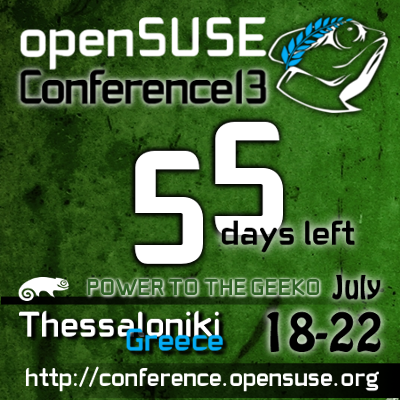 openSUSE
Conference13
55
days left
POWER TO THE GEEKO July
Thessaloniki
Greece
18-22
http://conference.opensuse.org